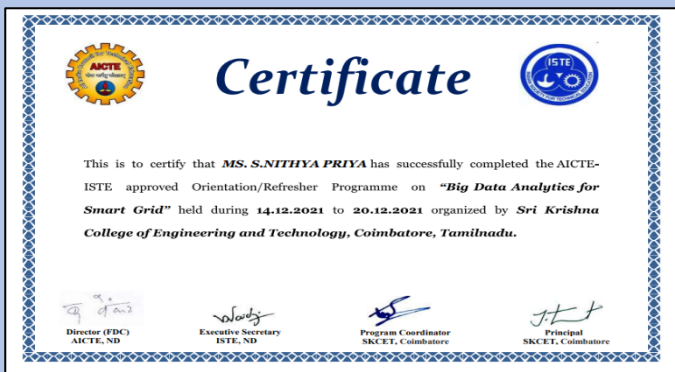 AICTE
Certificate
ISTE
This is to certify that MS. S.NITHYA PRIYA has successfully completed the AICTE-
ISTE approved Orientation/Refresher Programme on “Big Data Analytics for
Smart Grid” held during 14.12.2021 to 20.12.2021 organized by Sri Krishna
College of Engineering and Technology, Coimbatore, Tamilnadu.
Director (FDC)
AICTE, ND
Executive Secretary
ISTE, ND
Program Coordinator
SKCET, Coimbatore
Principal
SKCET, Coimbatore